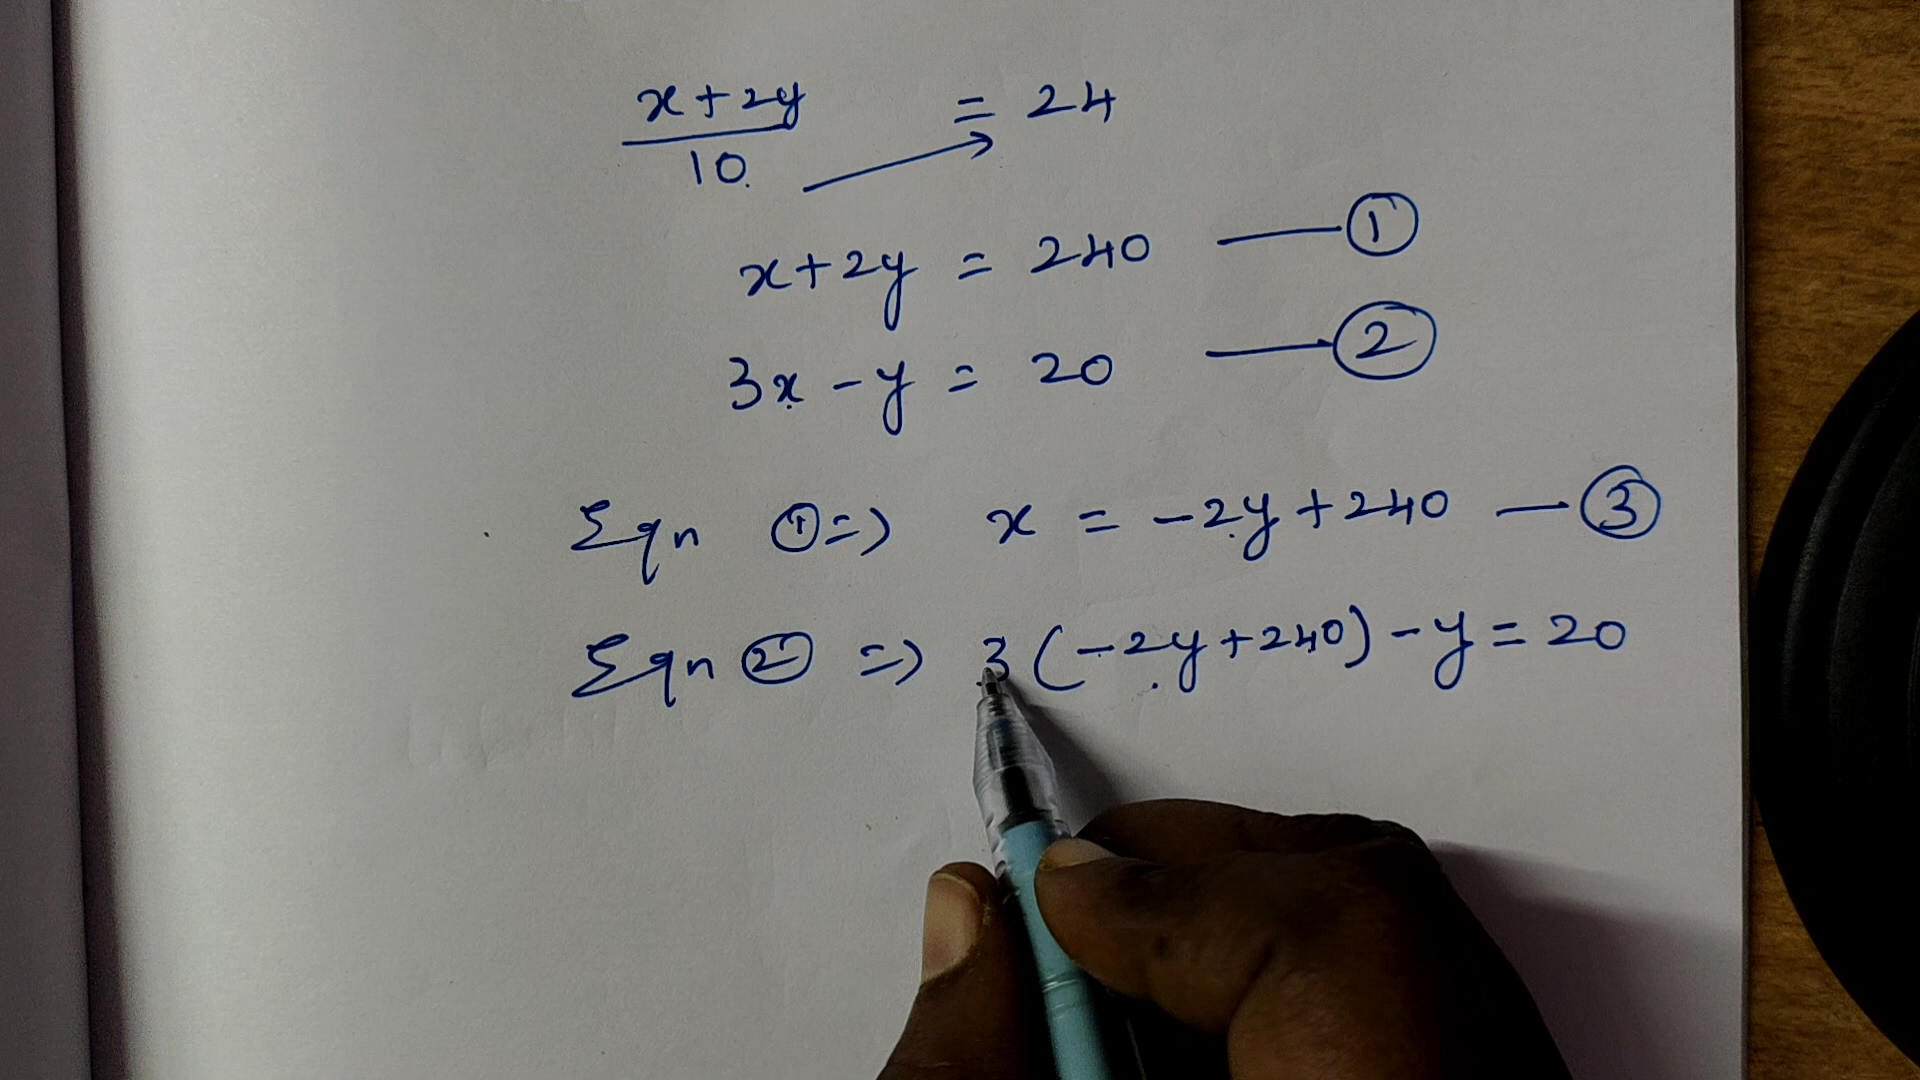 x+2y = 24
10
x+2y = 240 — ①
3x-y = 20 — ②
Eqn ① => x = -2y+240 — ③
Eqn ② => 3(-2y+240)-y=20